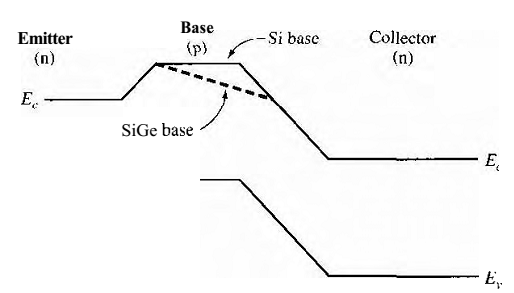 Emitter
(n)
Base
(p)
Si base
Collector
(n)
E_c
SiGe base
E_c
E_v